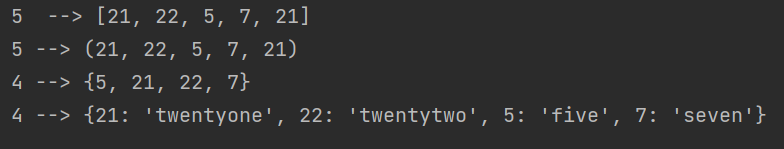 5  --> [21, 22, 5, 7, 21]
5 --> (21, 22, 5, 7, 21)
4 --> {5, 21, 22, 7}
4 --> {21: 'twentyone', 22: 'twentytwo', 5: 'five', 7: 'seven'}